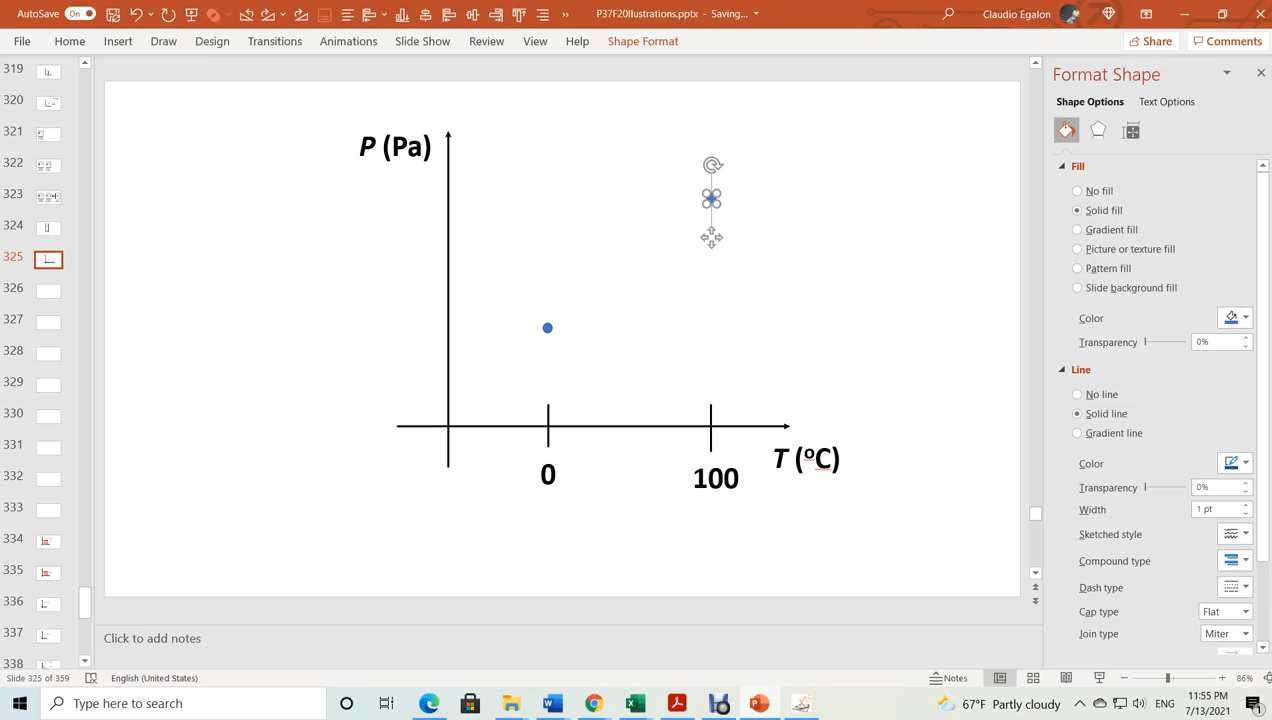 AutoSave On P37F20Ilustrations.pptx - Saving... Claudio Egalon
File Home Insert Draw Design Transitions Animations Slide Show Review View Help Shape Format Share Comments
319
320
321
322
323
324
325
326
327
328
329
330
331
332
333
334
335
336
337
338
P (Pa)
0
100
T (ºC)
Click to add notes
Format Shape
Shape Options Text Options
Fill
No fill
Solid fill
Gradient fill
Picture or texture fill
Pattern fill
Slide background fill
Color
Transparency 0%
Line
No line
Solid line
Gradient line
Color
Transparency 0%
Width 1 pt
Sketched style
Compound type
Dash type
Cap type Flat
Join type Miter
Slide 325 of 359 English (United States) Notes 86%
Type here to search 67°F Partly cloudy ENG 11:55 PM
7/13/2021
1